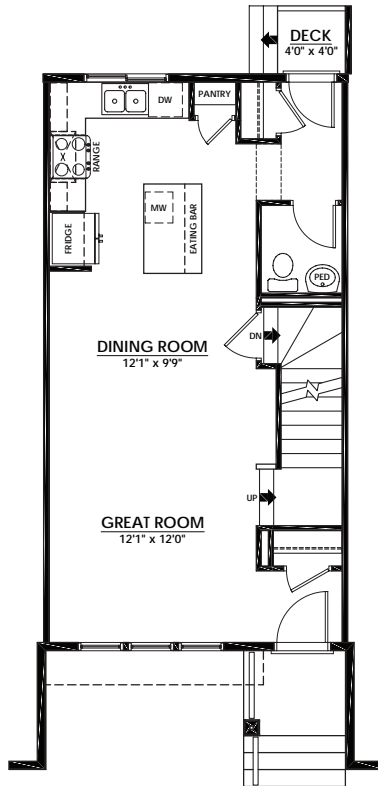 DECK
4'0" x 4'0"
PANTRY
DW
RANGE
FRIDGE
MW
EATING BAR
PED
DN
DINING ROOM
12'1" x 9'9"
UP
GREAT ROOM
12'1" x 12'0"